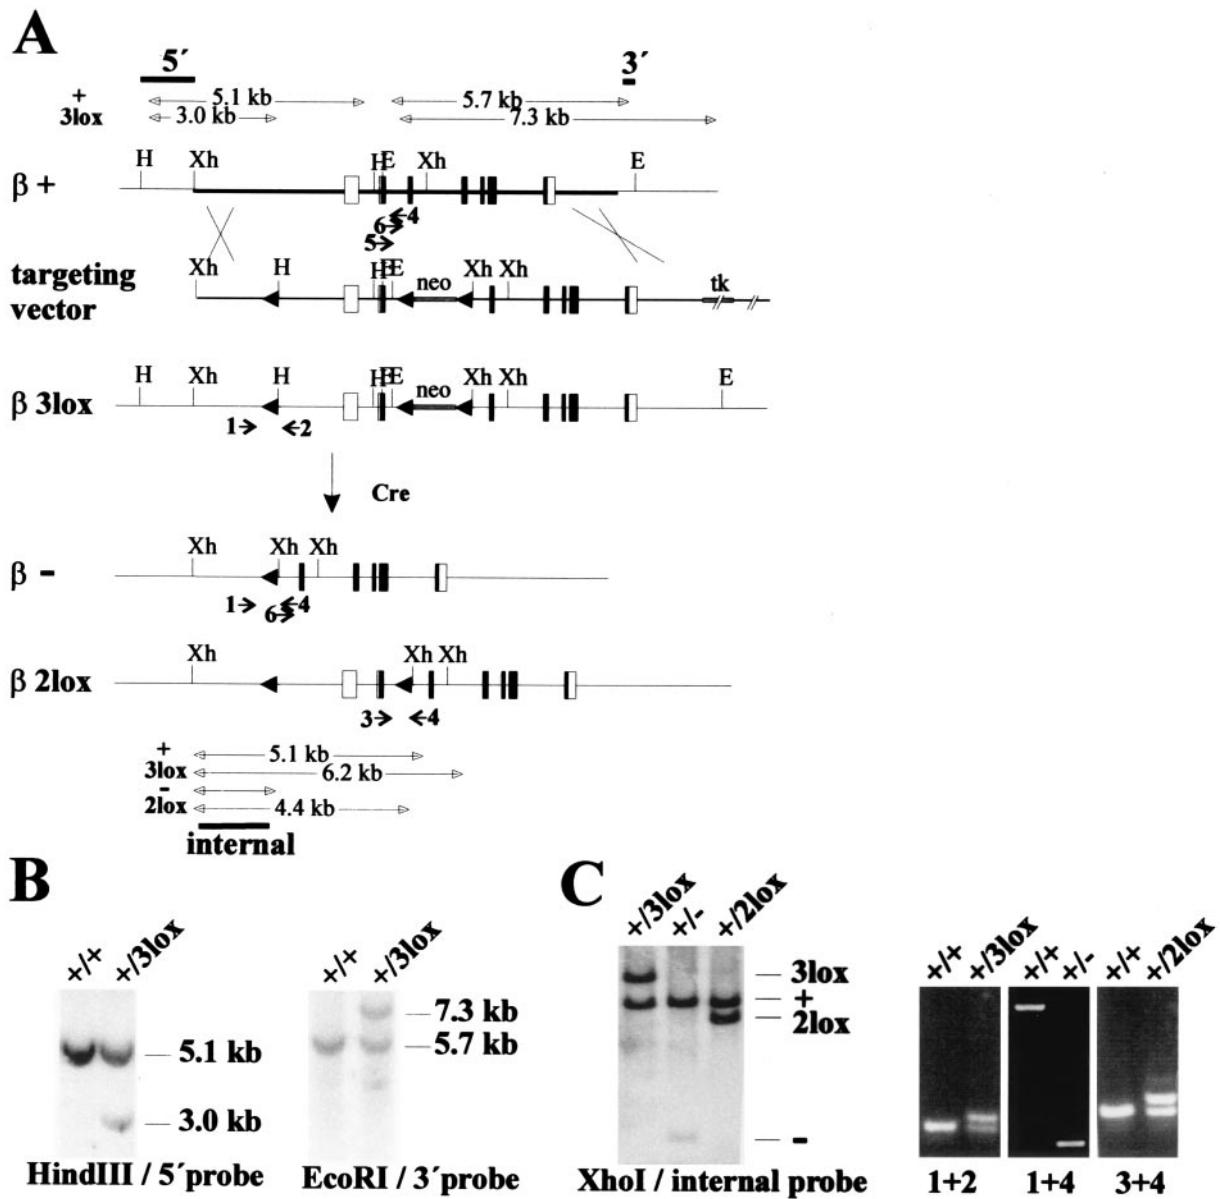 A
5´ 3´
+ 5.1 kb 5.7 kb
3lox 3.0 kb 7.3 kb
H Xh H E Xh E
β +
6 4
5
targeting vector
Xh H H E neo Xh Xh tk
H Xh H H E neo Xh Xh E
β 3lox
1 2
Cre
Xh Xh Xh
β -
1 6 4
Xh Xh Xh
β 2lox
3 4
+ 5.1 kb
3lox 6.2 kb
-
2lox 4.4 kb
internal
B
+/+ +/3lox
5.1 kb
3.0 kb
HindIII / 5´probe
+/+ +/3lox
7.3 kb
5.7 kb
EcoRI / 3´probe
C
+/3lox +/- +/2lox
3lox
+
2lox
-
XhoI / internal probe
+/+ +/3lox +/+ +/- +/+ +/2lox
1+2 1+4 3+4